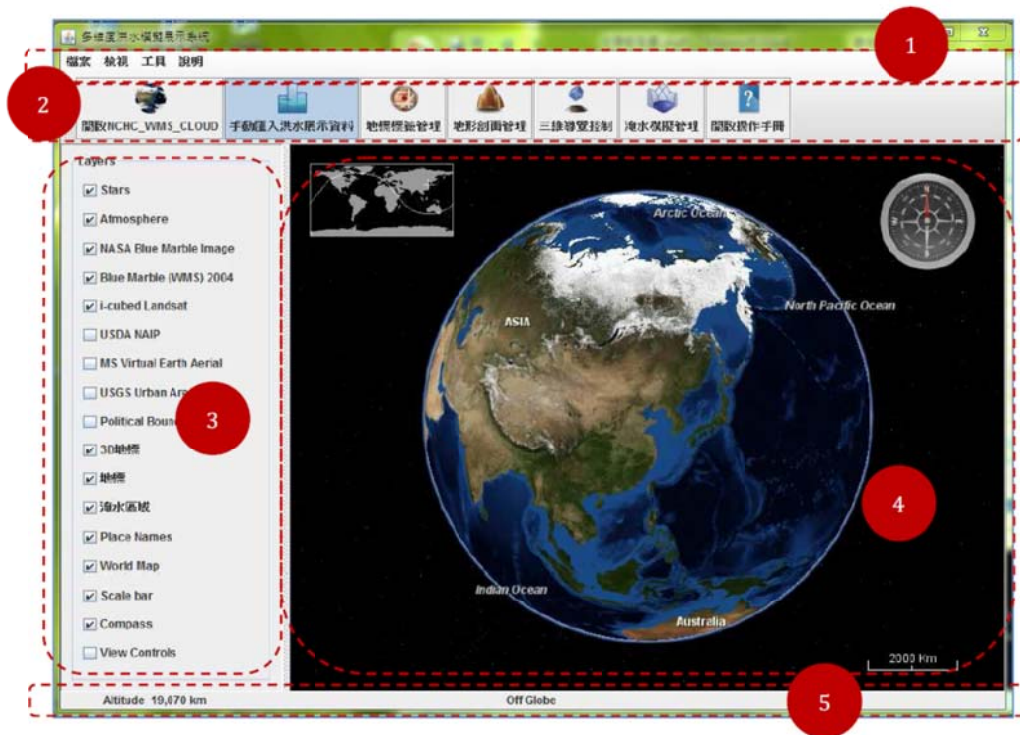 多維度洪水模擬展示系統
1
檔案 檢視 工具 說明
2
開啟NCHC_WMS_CLOUD 手動匯入洪水展示資料 地標標籤管理 地形剖面管理 三維導覽控制 淹水模擬管理 開啟操作手冊
Layers
Stars
Atmosphere
NASA Blue Marble Image
Blue Marble (WMS) 2004
i-cubed Landsat
USDA NAIP
MS Virtual Earth Aerial
USGS Urban
Political
3
3D地標
地標
淹水區域
Place Names
World Map
Scale bar
Compass
View Controls
Arctic Ocean
North Pacific Ocean
ASIA
4
Indian Ocean
Australia
2000 Km
Altitude 19,070 km
Off Globe
5